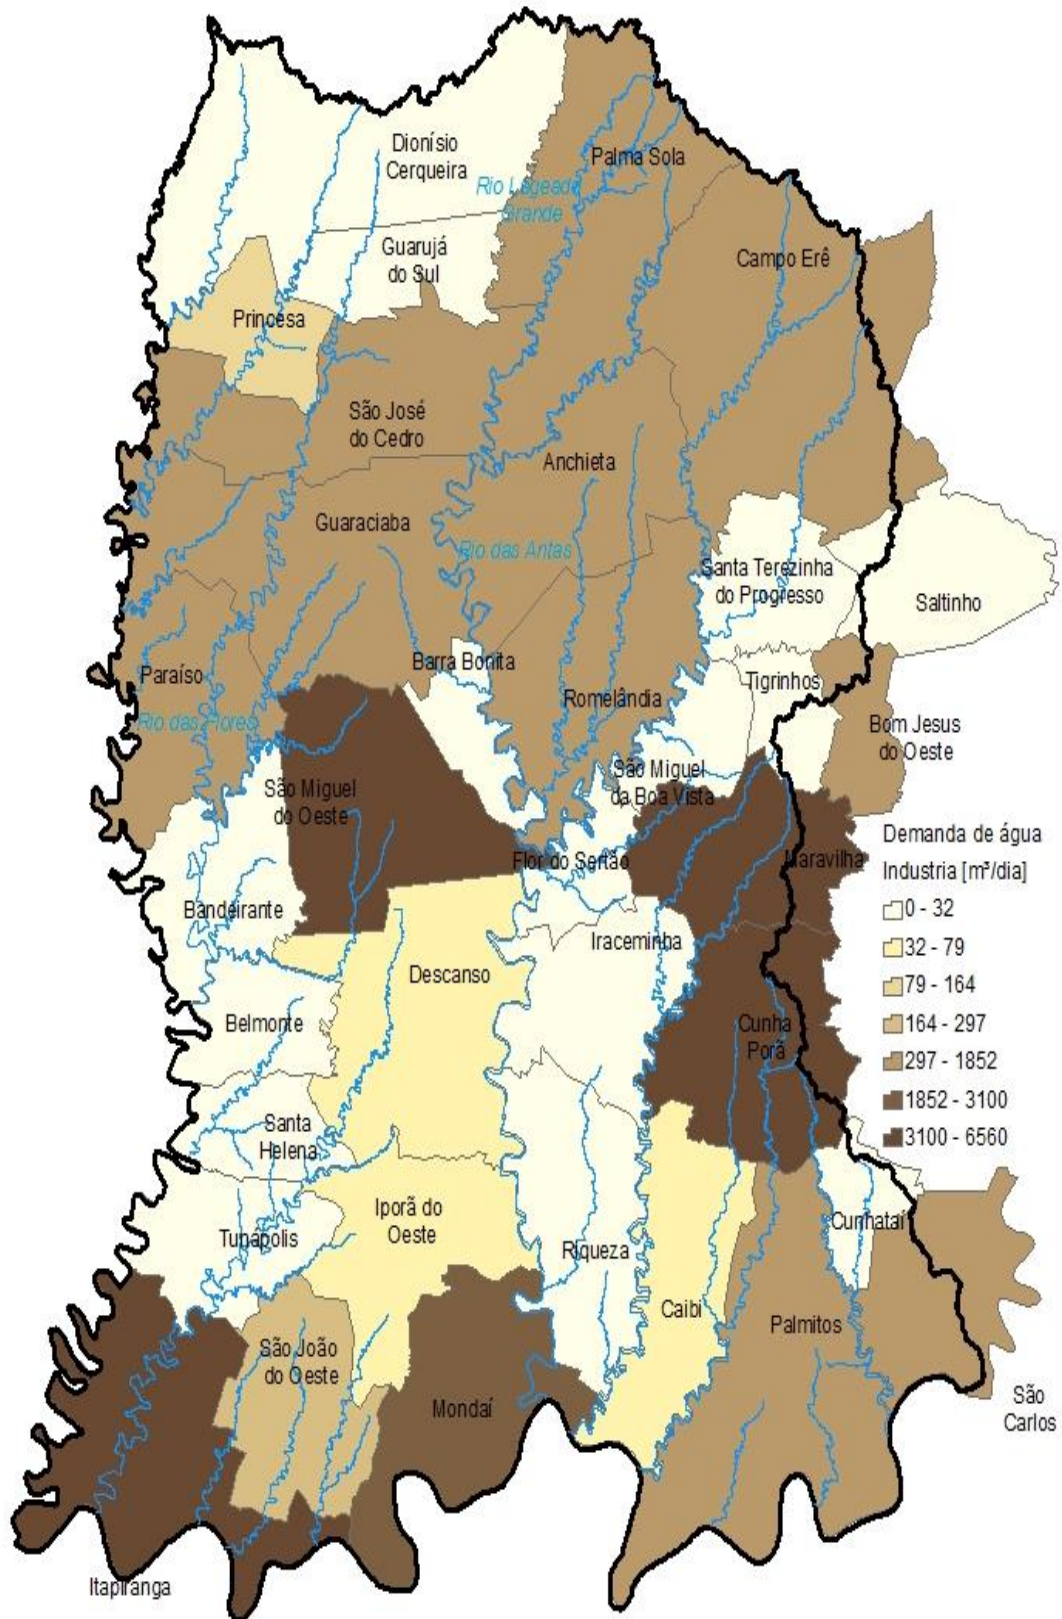 Dionísio
Cerqueira
Palma Sola
Rio Lageado
Grande
Guarujá
do Sul
Campo Erê
Princesa
São José
do Cedro
Anchieta
Guaraciaba
Rio das Antas
Santa Terezinha
do Progresso
Saltinho
Barra Bonita
Paraíso
Tigrinhos
Romelândia
Rio das Flores
Bom Jesus
do Oeste
São Miguel
da Boa Vista
São Miguel
do Oeste
Flor do Sertão
Maravilha
Bandeirante
Iraceminha
Descanso
Belmonte
Cunha
Porã
Santa
Helena
Iporã do
Oeste
Tunápolis
Cunhataí
Riqueza
Caibi
Palmitos
São João
do Oeste
Mondaí
São
Carlos
Itapiranga
Demanda de água
Industria [m³/dia]
0 - 32
32 - 79
79 - 164
164 - 297
297 - 1852
1852 - 3100
3100 - 6560